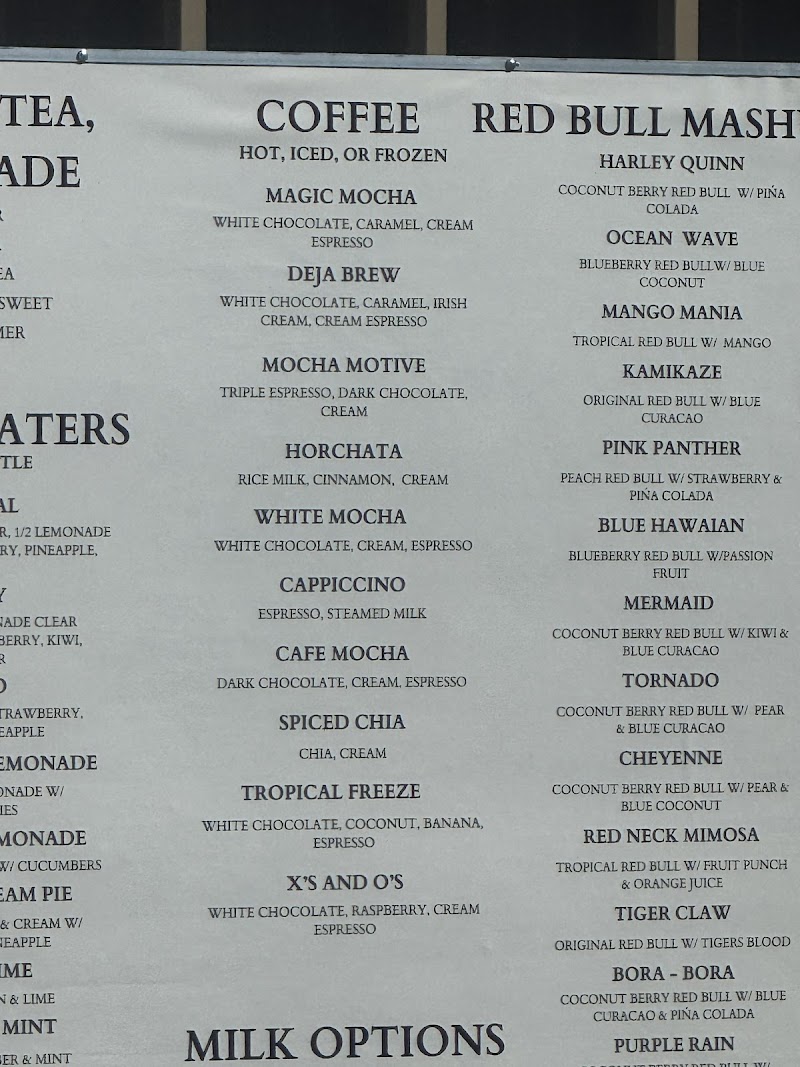 TEA,
ADE
R
EA
SWEET
MER
ATERS
TLE
AL
R, 1/2 LEMONADE
RY, PINEAPPLE,
Y
NADE CLEAR
BERRY, KIWI,
R
O
TRAWBERRY,
EAPPLE
EMONADE
ONADE W/
IES
MONADE
W/ CUCUMBERS
EAM PIE
& CREAM W/
NEAPPLE
IME
N & LIME
MINT
BER & MINT
COFFEE
HOT, ICED, OR FROZEN
MAGIC MOCHA
WHITE CHOCOLATE, CARAMEL, CREAM
ESPRESSO
DEJA BREW
WHITE CHOCOLATE, CARAMEL, IRISH
CREAM, CREAM ESPRESSO
MOCHA MOTIVE
TRIPLE ESPRESSO, DARK CHOCOLATE,
CREAM
HORCHATA
RICE MILK, CINNAMON, CREAM
WHITE MOCHA
WHITE CHOCOLATE, CREAM, ESPRESSO
CAPPICCINO
ESPRESSO, STEAMED MILK
CAFE MOCHA
DARK CHOCOLATE, CREAM, ESPRESSO
SPICED CHIA
CHIA, CREAM
TROPICAL FREEZE
WHITE CHOCOLATE, COCONUT, BANANA,
ESPRESSO
X'S AND O'S
WHITE CHOCOLATE, RASPBERRY, CREAM
ESPRESSO
MILK OPTIONS
RED BULL MASH
HARLEY QUINN
COCONUT BERRY RED BULL W/ PIŃA
COLADA
OCEAN WAVE
BLUEBERRY RED BULLW/ BLUE
COCONUT
MANGO MANIA
TROPICAL RED BULL W/ MANGO
KAMIKAZE
ORIGINAL RED BULL W/ BLUE
CURACAO
PINK PANTHER
PEACH RED BULL W/ STRAWBERRY &
PIŃA COLADA
BLUE HAWAIAN
BLUEBERRY RED BULL W/PASSION
FRUIT
MERMAID
COCONUT BERRY RED BULL W/ KIWI &
BLUE CURACAO
TORNADO
COCONUT BERRY RED BULL W/ PEAR
& BLUE CURACAO
CHEYENNE
COCONUT BERRY RED BULL W/ PEAR &
BLUE COCONUT
RED NECK MIMOSA
TROPICAL RED BULL W/ FRUIT PUNCH
& ORANGE JUICE
TIGER CLAW
ORIGINAL RED BULL W/ TIGERS BLOOD
BORA - BORA
COCONUT BERRY RED BULL W/ BLUE
CURACAO & PIŃA COLADA
PURPLE RAIN
COCONUT BERRY RED BULL W/